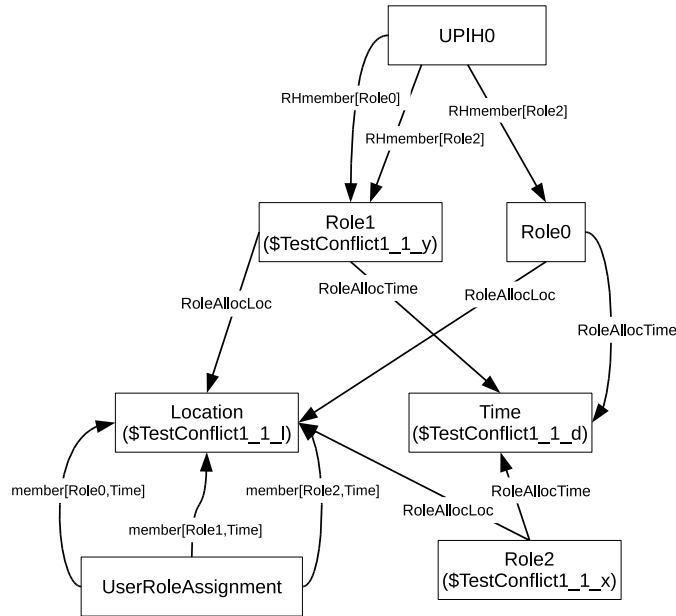 UPIH0
RHmember[Role0]
RHmember[Role2]
RHmember[Role2]
Role1
($TestConflict1_1_y)
Role0
RoleAllocLoc
RoleAllocTime
RoleAllocLoc
RoleAllocTime
Location
($TestConflict1_1_l)
Time
($TestConflict1_1_d)
member[Role0,Time]
member[Role2,Time]
RoleAllocTime
RoleAllocLoc
member[Role1,Time]
UserRoleAssignment
Role2
($TestConflict1_1_x)